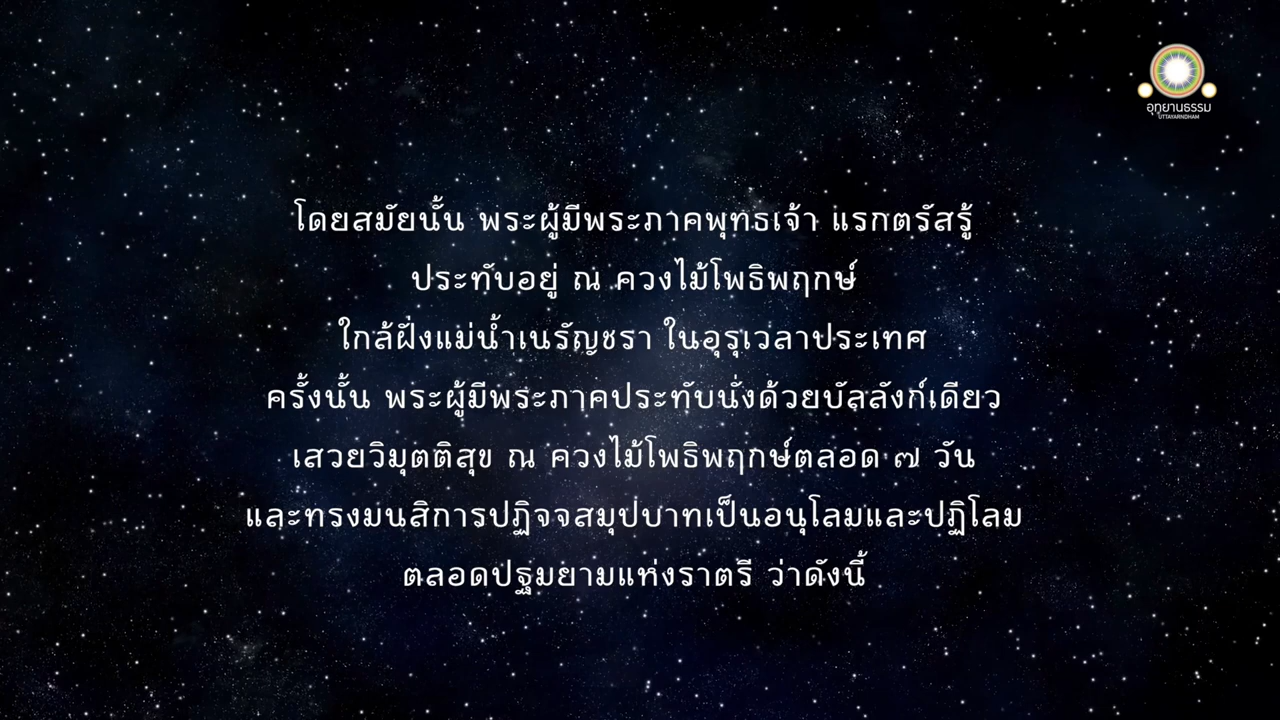 อุทยานธรรม
UTTAYARNDHAM
โดยสมัยนั้น พระผู้มีพระภาคพุทธเจ้า แรกตรัสรู้
ประทับอยู่ ณ ควงไม้โพธิพฤกษ์
ใกล้ฝั่งแม่น้ำเนรัญชรา ในอุรุเวลาประเทศ
ครั้งนั้น พระผู้มีพระภาคประทับนั่งด้วยบัลลังก์เดียว
เสวยวิมุตติสุข ณ ควงไม้โพธิพฤกษ์ตลอด ๗ วัน
และทรงมนสิการปฏิจจสมุปบาทเป็นอนุโลมและปฏิโลม
ตลอดปฐมยามแห่งราตรี ว่าดังนี้